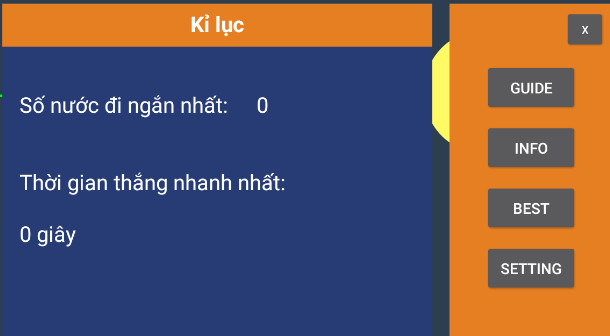 Kỉ lục
x
Số nước đi ngắn nhất: 0
Thời gian thắng nhanh nhất:
0 giây
GUIDE
INFO
BEST
SETTING